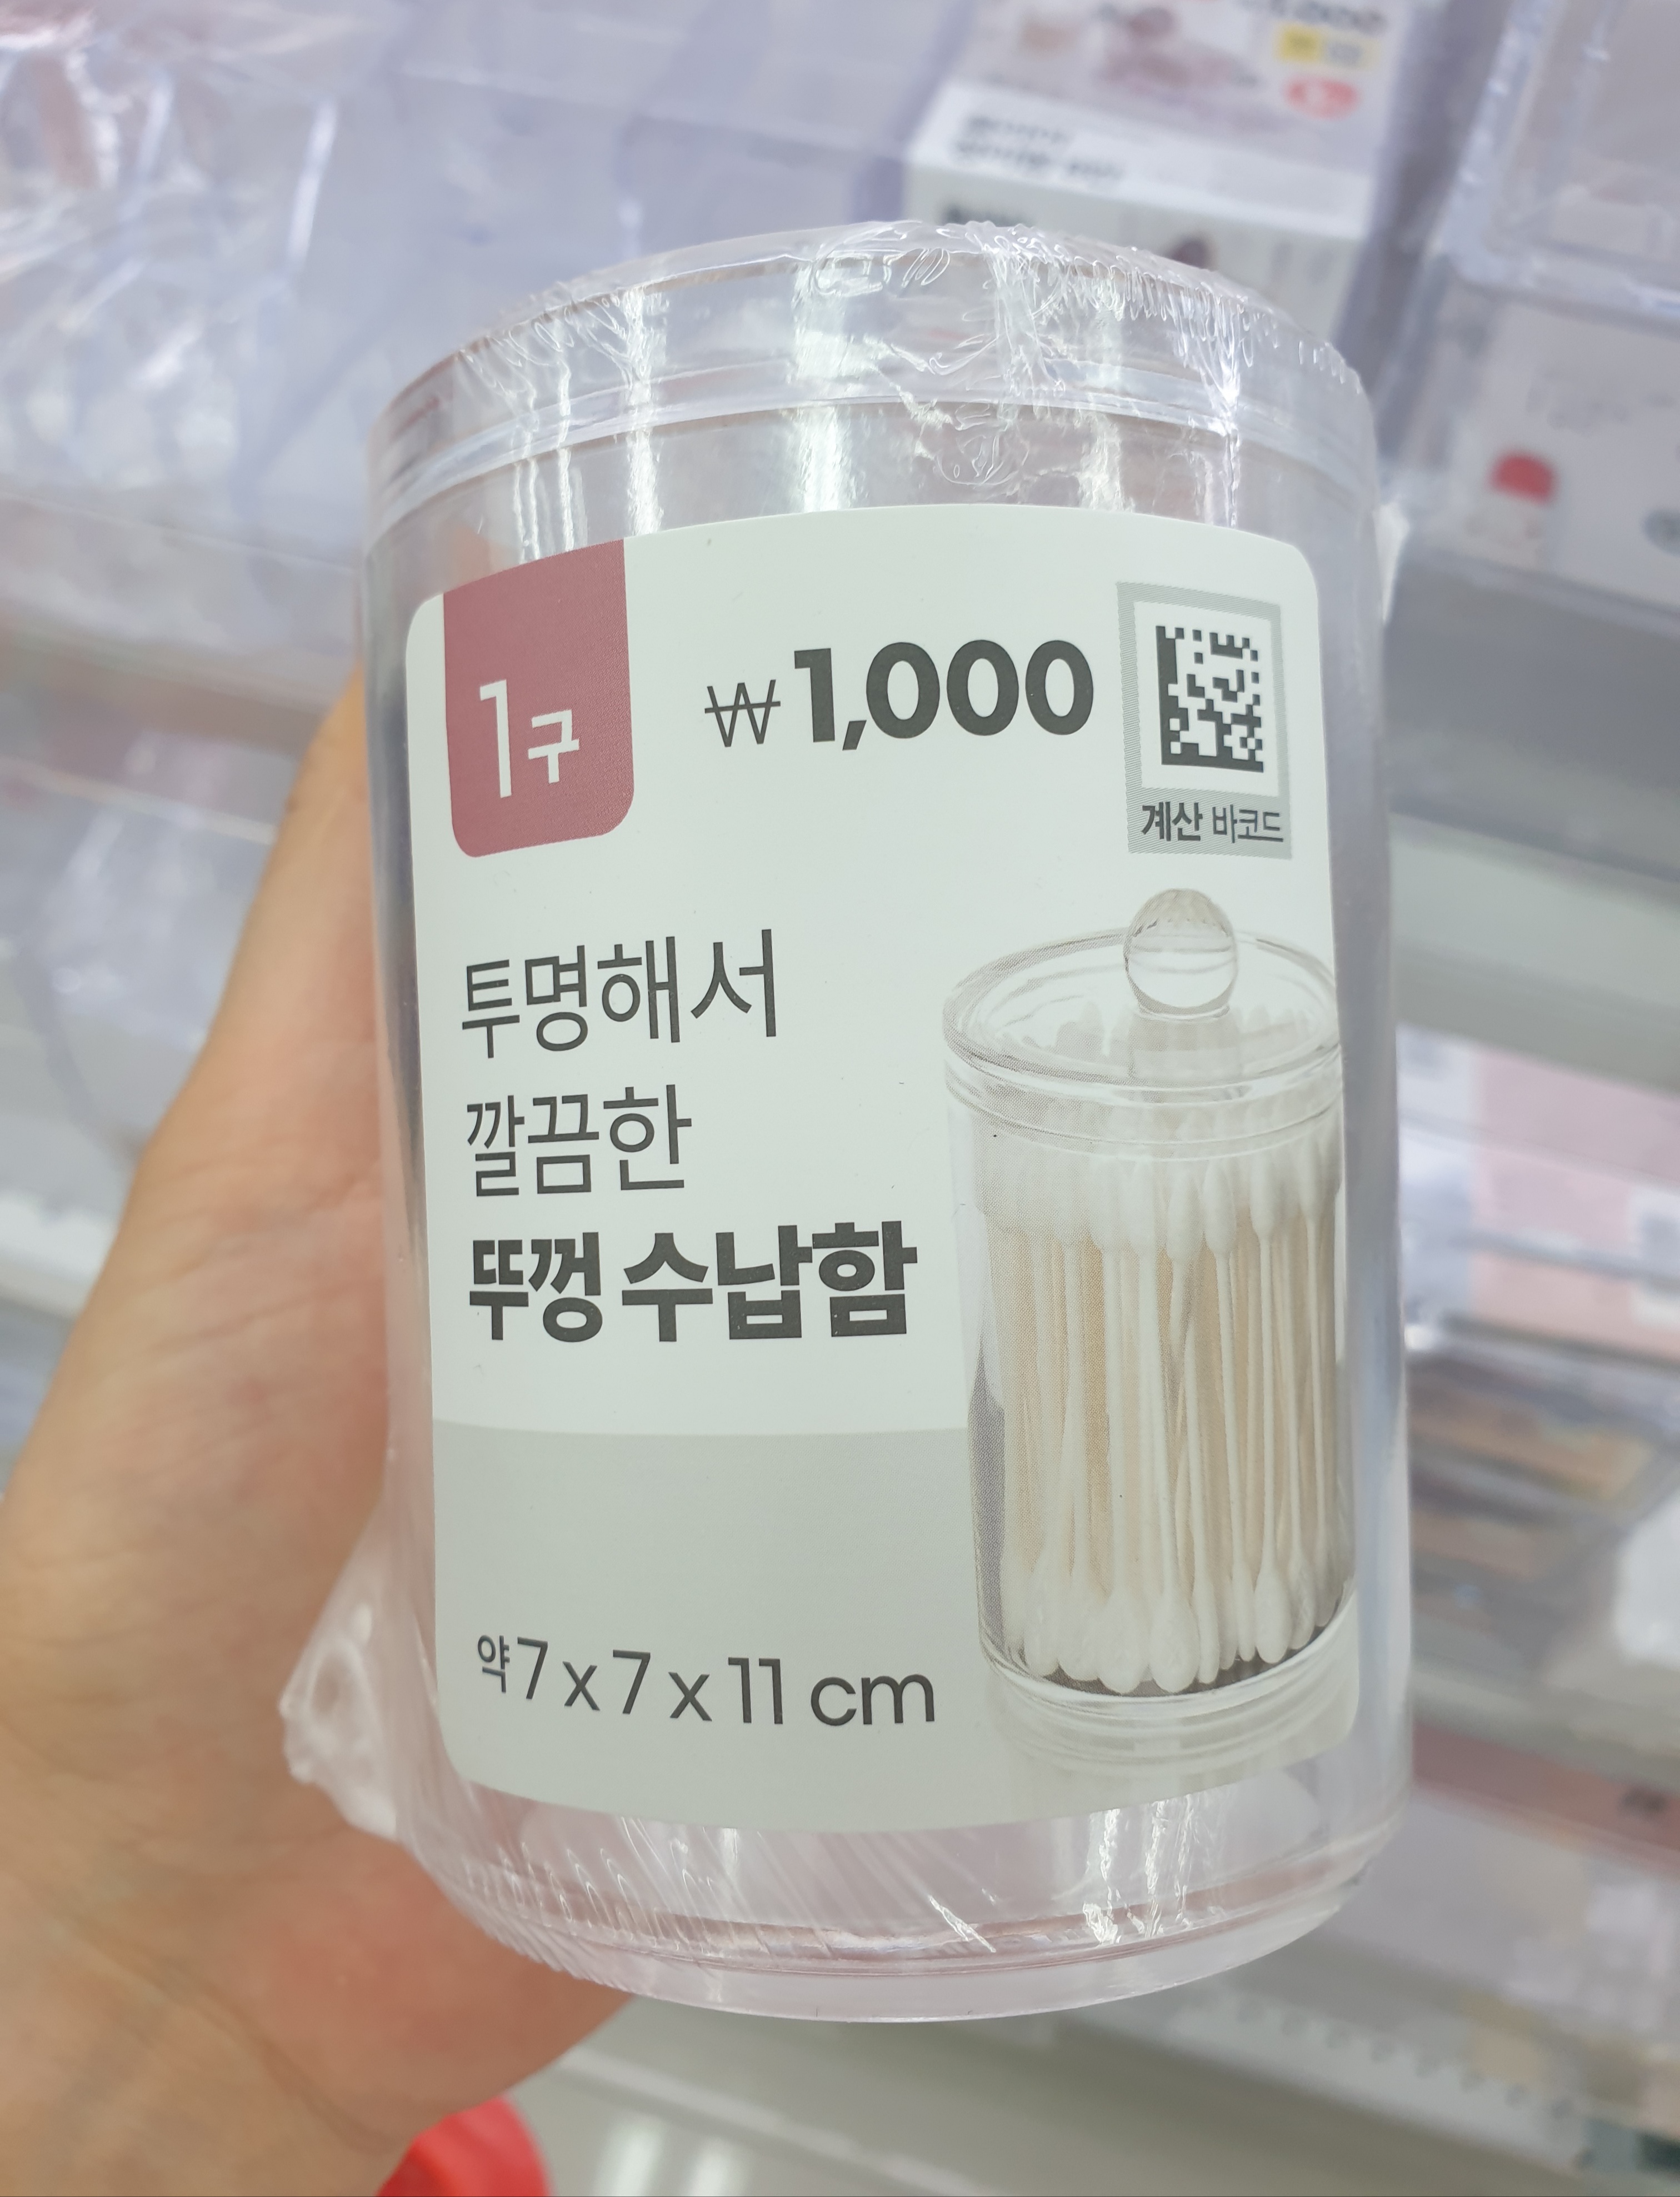 1구
₩1,000
계산 바코드
투명해서
깔끔한
뚜껑 수납함
약 7 x 7 x 11 cm